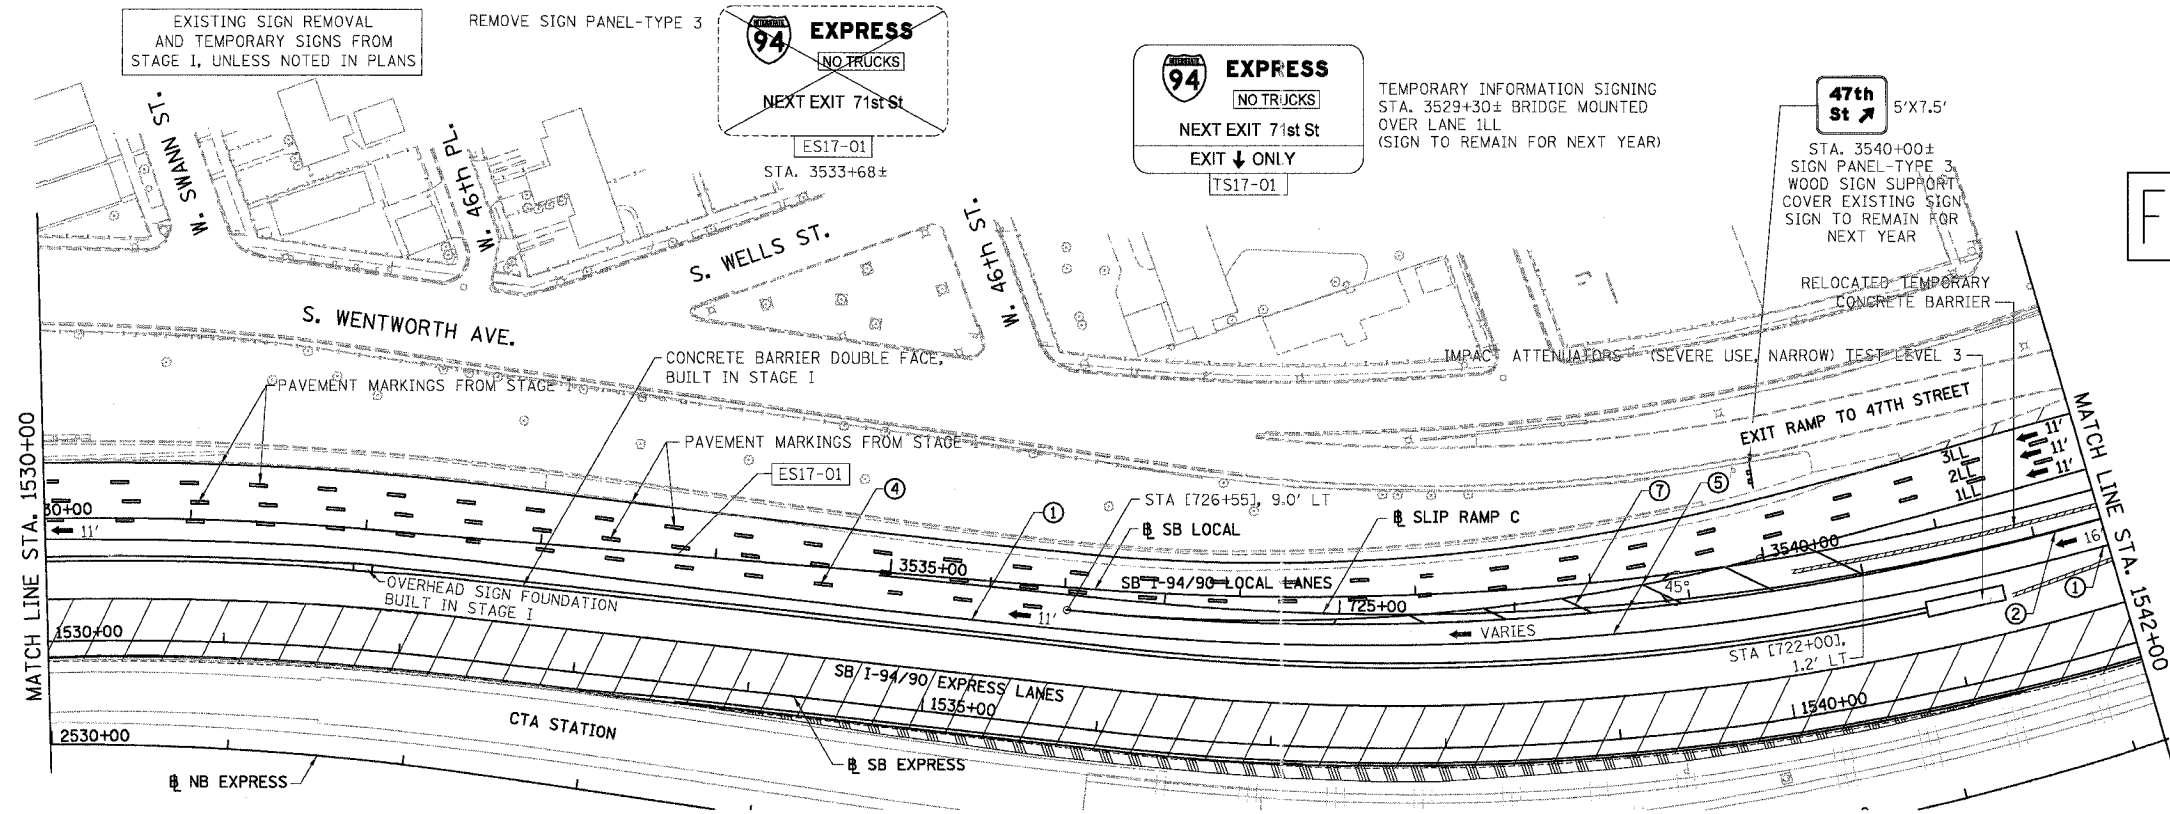 EXISTING SIGN REMOVAL
AND TEMPORARY SIGNS FROM
STAGE I, UNLESS NOTED IN PLANS
REMOVE SIGN PANEL-TYPE 3
INTERSTATE
94
EXPRESS
NO TRUCKS
NEXT EXIT 71st St
ES17-01
STA. 3533+68±
INTERSTATE
94
EXPRESS
NO TRUCKS
NEXT EXIT 71st St
EXIT ↓ ONLY
TS17-01
TEMPORARY INFORMATION SIGNING
STA. 3529+30± BRIDGE MOUNTED
OVER LANE 1LL
(SIGN TO REMAIN FOR NEXT YEAR)
47th
St ↗
5'X7.5'
STA. 3540+00±
SIGN PANEL-TYPE 3
WOOD SIGN SUPPORT
COVER EXISTING SIGN
SIGN TO REMAIN FOR
NEXT YEAR
F
W. SWANN ST.
W. 46th PL.
S. WELLS ST.
W. 46th ST.
S. WENTWORTH AVE.
RELOCATED TEMPORARY
CONCRETE BARRIER
IMPACT ATTENUATORS (SEVERE USE, NARROW) TEST LEVEL 3
CONCRETE BARRIER DOUBLE FACE,
BUILT IN STAGE I
PAVEMENT MARKINGS FROM STAGE I
PAVEMENT MARKINGS FROM STAGE I
ES17-01
4
1
STA [726+55], 9.0' LT
℄ SB LOCAL
℄ SLIP RAMP C
7
5
EXIT RAMP TO 47TH STREET
3LL
2LL
1LL
11'
11'
11'
MATCH LINE STA. 1530+00
30+00
11'
3535+00
SB I-94/90 LOCAL LANES
3540+00
16'
45°
725+00
11'
VARIES
2
1
STA [722+00],
1.2' LT
OVERHEAD SIGN FOUNDATION
BUILT IN STAGE I
1530+00
SB I-94/90 EXPRESS LANES
1535+00
1540+00
MATCH LINE STA. 1542+00
CTA STATION
2530+00
℄ SB EXPRESS
℄ NB EXPRESS